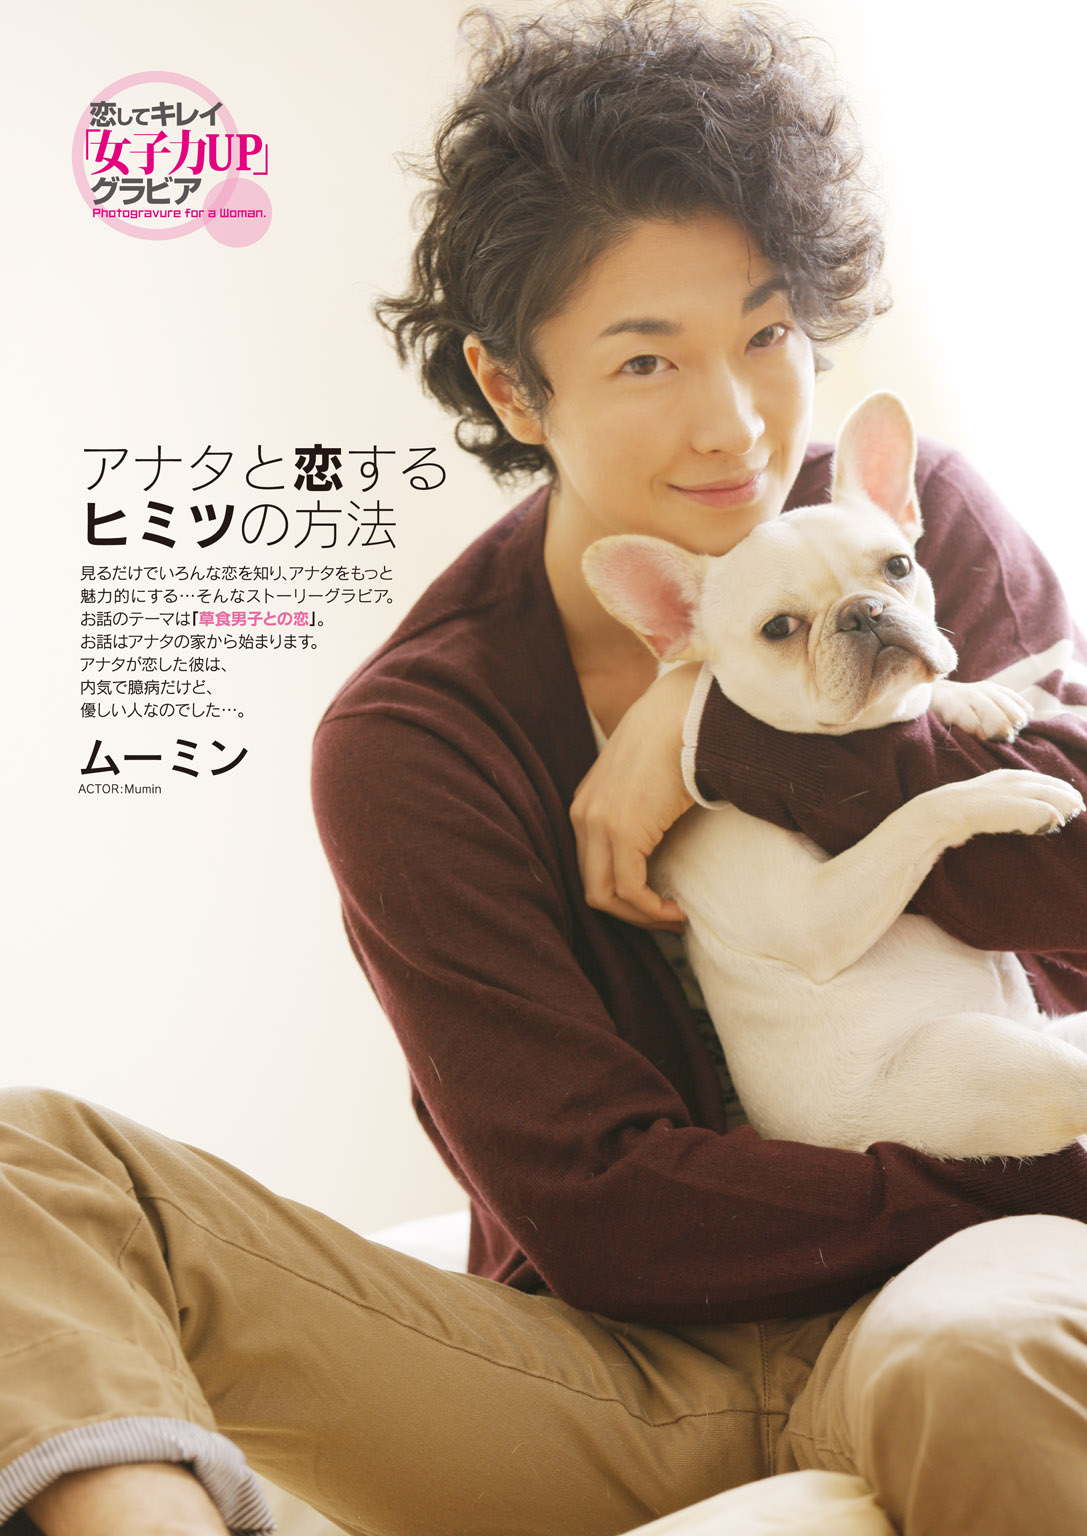 恋してキレイ
「女子力UP」
グラビア
Photogravure for a Woman.
アナタと恋する
ヒミツの方法
見るだけでいろんな恋を知り、アナタをもっと
魅力的にする…そんなストーリーグラビア。
お話のテーマは「草食男子との恋」。
お話はアナタの家から始まります。
アナタが恋した彼は、
内気で臆病だけど、
優しい人なのでした…。
ムーミン
ACTOR:Mumin